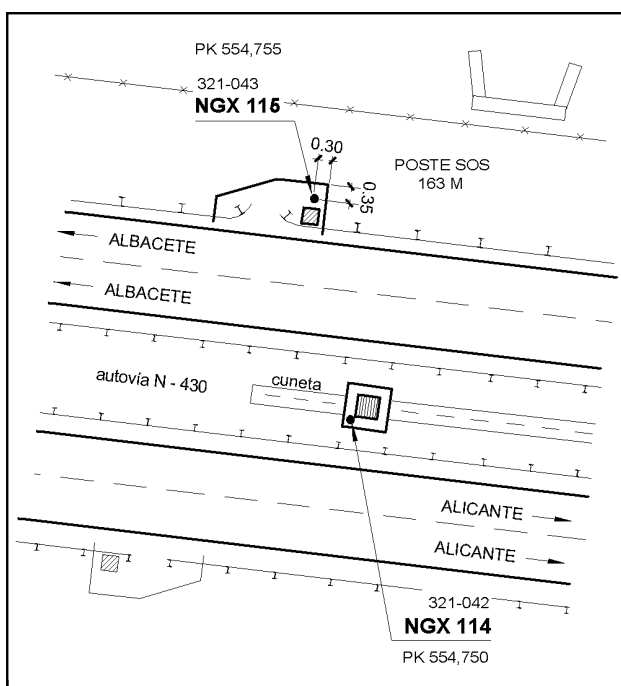 PK 554,755
321-043
NGX 115
0.30
POSTE SOS
163 M
0.35
ALBACETE
ALBACETE
autovía N - 430
cuneta
ALICANTE
ALICANTE
321-042
NGX 114
PK 554,750